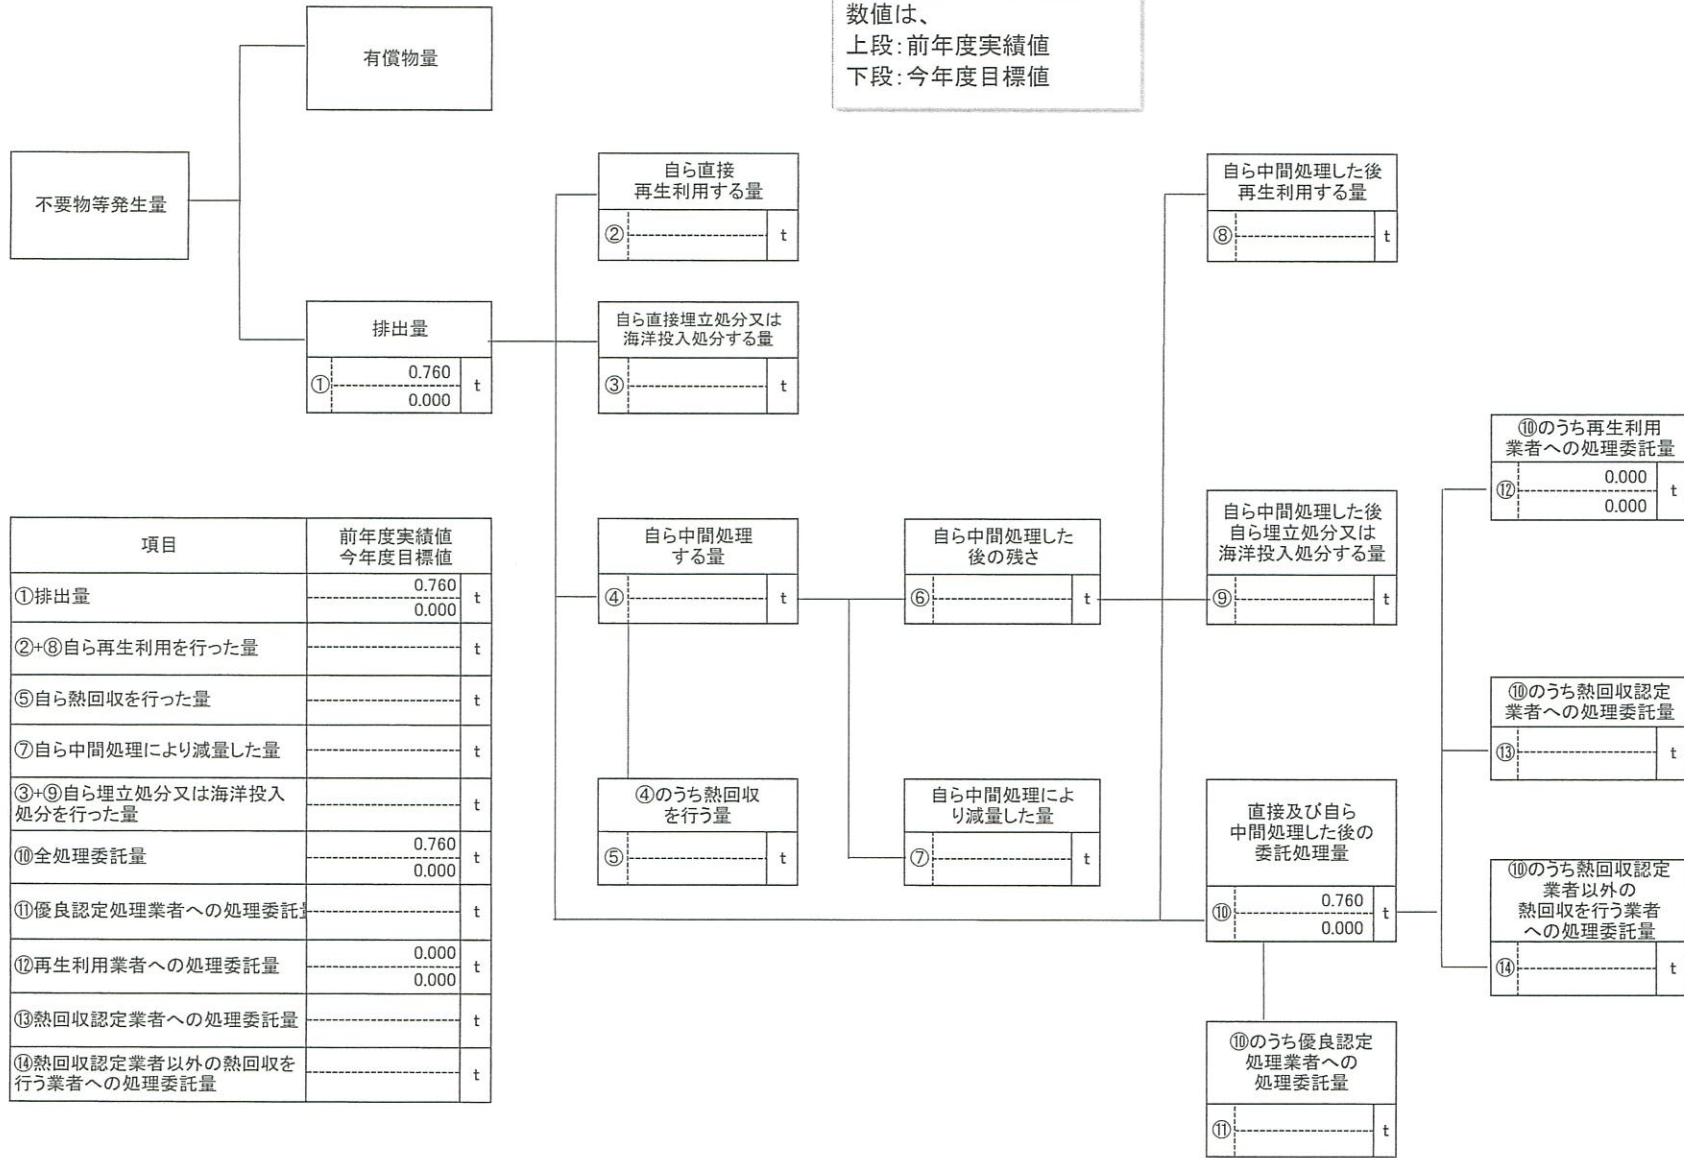 数値は、
上段:前年度実績値
下段:今年度目標値
有償物量
不要物等発生量
排出量
① 0.760 t
0.000
自ら直接
再生利用する量
② t
自ら直接埋立処分又は
海洋投入処分する量
③ t
自ら中間処理
する量
④ t
④のうち熱回収
を行う量
⑤ t
自ら中間処理した
後の残さ
⑥ t
自ら中間処理によ
り減量した量
⑦ t
自ら中間処理した後
再生利用する量
⑧ t
自ら中間処理した後
自ら埋立処分又は
海洋投入処分する量
⑨ t
直接及び自ら
中間処理した後の
委託処理量
⑩ 0.760 t
0.000
⑩のうち優良認定
処理業者への
処理委託量
⑪ t
⑩のうち再生利用
業者への処理委託量
⑫ 0.000 t
0.000
⑩のうち熱回収認定
業者への処理委託量
⑬ t
⑩のうち熱回収認定
業者以外の
熱回収を行う業者
への処理委託量
⑭ t
項目 前年度実績値
今年度目標値
①排出量 0.760 t
0.000
②+⑧自ら再生利用を行った量 t
⑤自ら熱回収を行った量 t
⑦自ら中間処理により減量した量 t
③+⑨自ら埋立処分又は海洋投入
処分を行った量 t
⑩全処理委託量 0.760 t
0.000
⑪優良認定処理業者への処理委託 t
⑫再生利用業者への処理委託量 0.000 t
0.000
⑬熱回収認定業者への処理委託量 t
⑭熱回収認定業者以外の熱回収を
行う業者への処理委託量 t